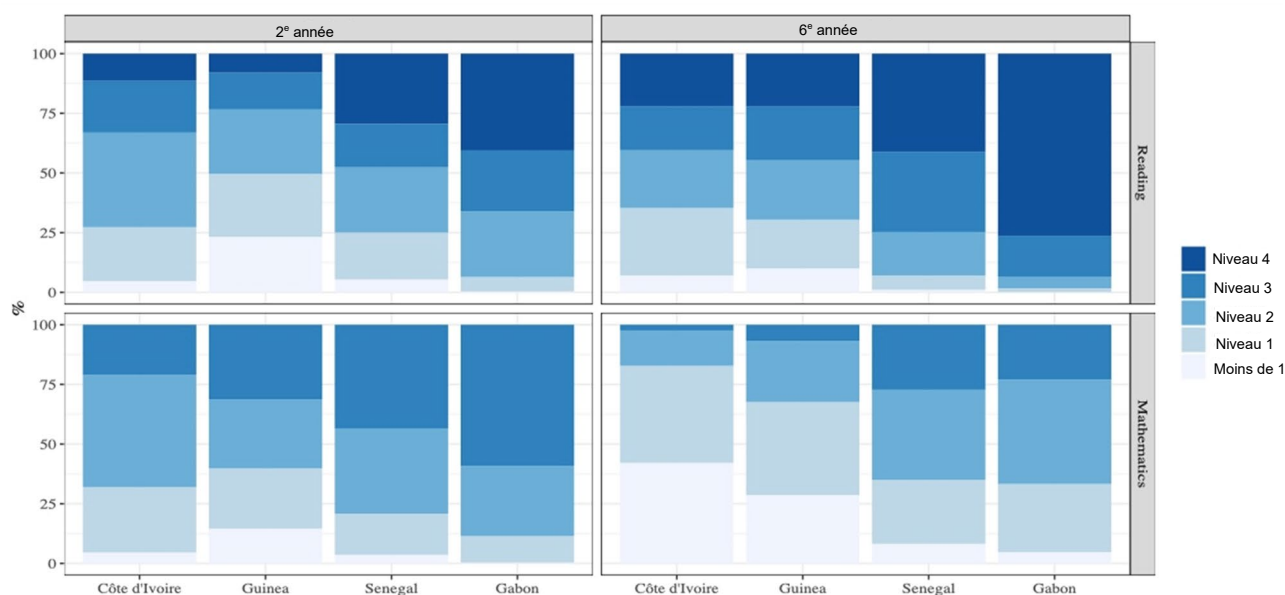 2e année
6e année
100
75
50
25
0
Reading
%
100
75
50
25
0
Mathematics
Côte d'Ivoire
Guinea
Senegal
Gabon
Côte d'Ivoire
Guinea
Senegal
Gabon
Niveau 4
Niveau 3
Niveau 2
Niveau 1
Moins de 1